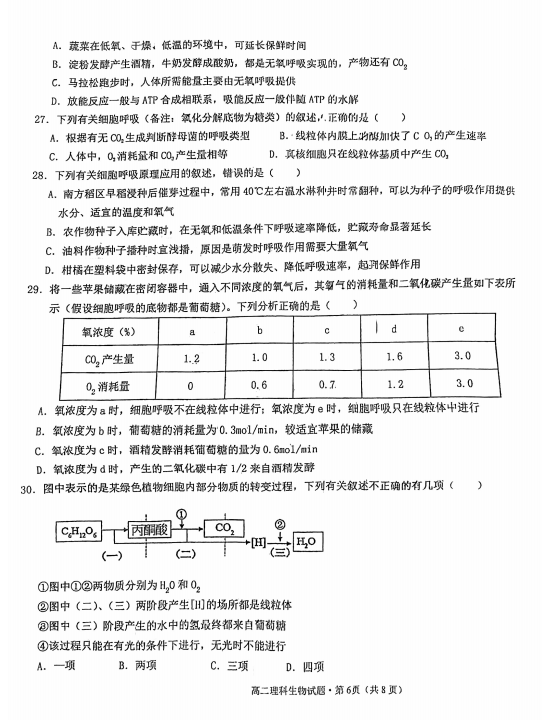 A. 蔬菜在低氧、干燥、低温的环境中，可延长保鲜时间
B. 淀粉发酵产生酒精，牛奶发酵成酸奶，都是无氧呼吸实现的，产物还有CO₂
C. 马拉松跑步时，人体所需能量主要由无氧呼吸提供
D. 放能反应一般与ATP合成相联系，吸能反应一般伴随ATP的水解
27. 下列有关细胞呼吸（备注：氧化分解底物为糖类）的叙述，正确的是（ ）
A. 根据有无CO₂生成判断酵母菌的呼吸类型 B. 线粒体内膜上的酶加快了CO₂的产生速率
C. 人体中，O₂消耗量和CO₂产生量相等 D. 真核细胞只在线粒体基质中产生CO₂
28. 下列有关细胞呼吸原理应用的叙述，错误的是（ ）
A. 南方稻区早稻浸种后催芽过程中，常用40℃左右温水淋种并时常翻种，可以为种子的呼吸作用提供
水分、适宜的温度和氧气
B. 农作物种子入库贮藏时，在无氧和低温条件下呼吸速率降低，贮藏寿命显著延长
C. 油料作物种子播种时宜浅播，原因是萌发时呼吸作用需要大量氧气
D. 柑橘在塑料袋中密封保存，可以减少水分散失、降低呼吸速率，起到保鲜作用
29. 将一些苹果储藏在密闭容器中，通入不同浓度的氧气后，其氧气的消耗量和二氧化碳产生量如下表所
示（假设细胞呼吸的底物都是葡萄糖）。下列分析正确的是（ ）
氧浓度（%） a b c d e
CO₂产生量 1.2 1.0 1.3 1.6 3.0
O₂消耗量 0 0.6 0.7 1.2 3.0
A. 氧浓度为a时，细胞呼吸不在线粒体中进行；氧浓度为e时，细胞呼吸只在线粒体中进行
B. 氧浓度为b时，葡萄糖的消耗量为0.3mol/min，较适宜苹果的储藏
C. 氧浓度为c时，酒精发酵消耗葡萄糖的量为0.6mol/min
D. 氧浓度为d时，产生的二氧化碳中有1/2来自酒精发酵
30. 图中表示的是某绿色植物细胞内部分物质的转变过程，下列有关叙述不正确的有几项（ ）
① ②
C₆H₁₂O₆ 丙酮酸 CO₂ [H] H₂O
（一） （二） （三）
①图中①②两物质分别为H₂O和O₂
②图中（二）、（三）两阶段产生[H]的场所都是线粒体
③图中（三）阶段产生的水中的氢最终都来自葡萄糖
④该过程只能在有光的条件下进行，无光时不能进行
A. 一项 B. 两项 C. 三项 D. 四项
高二理科生物试题·第6页（共8页）